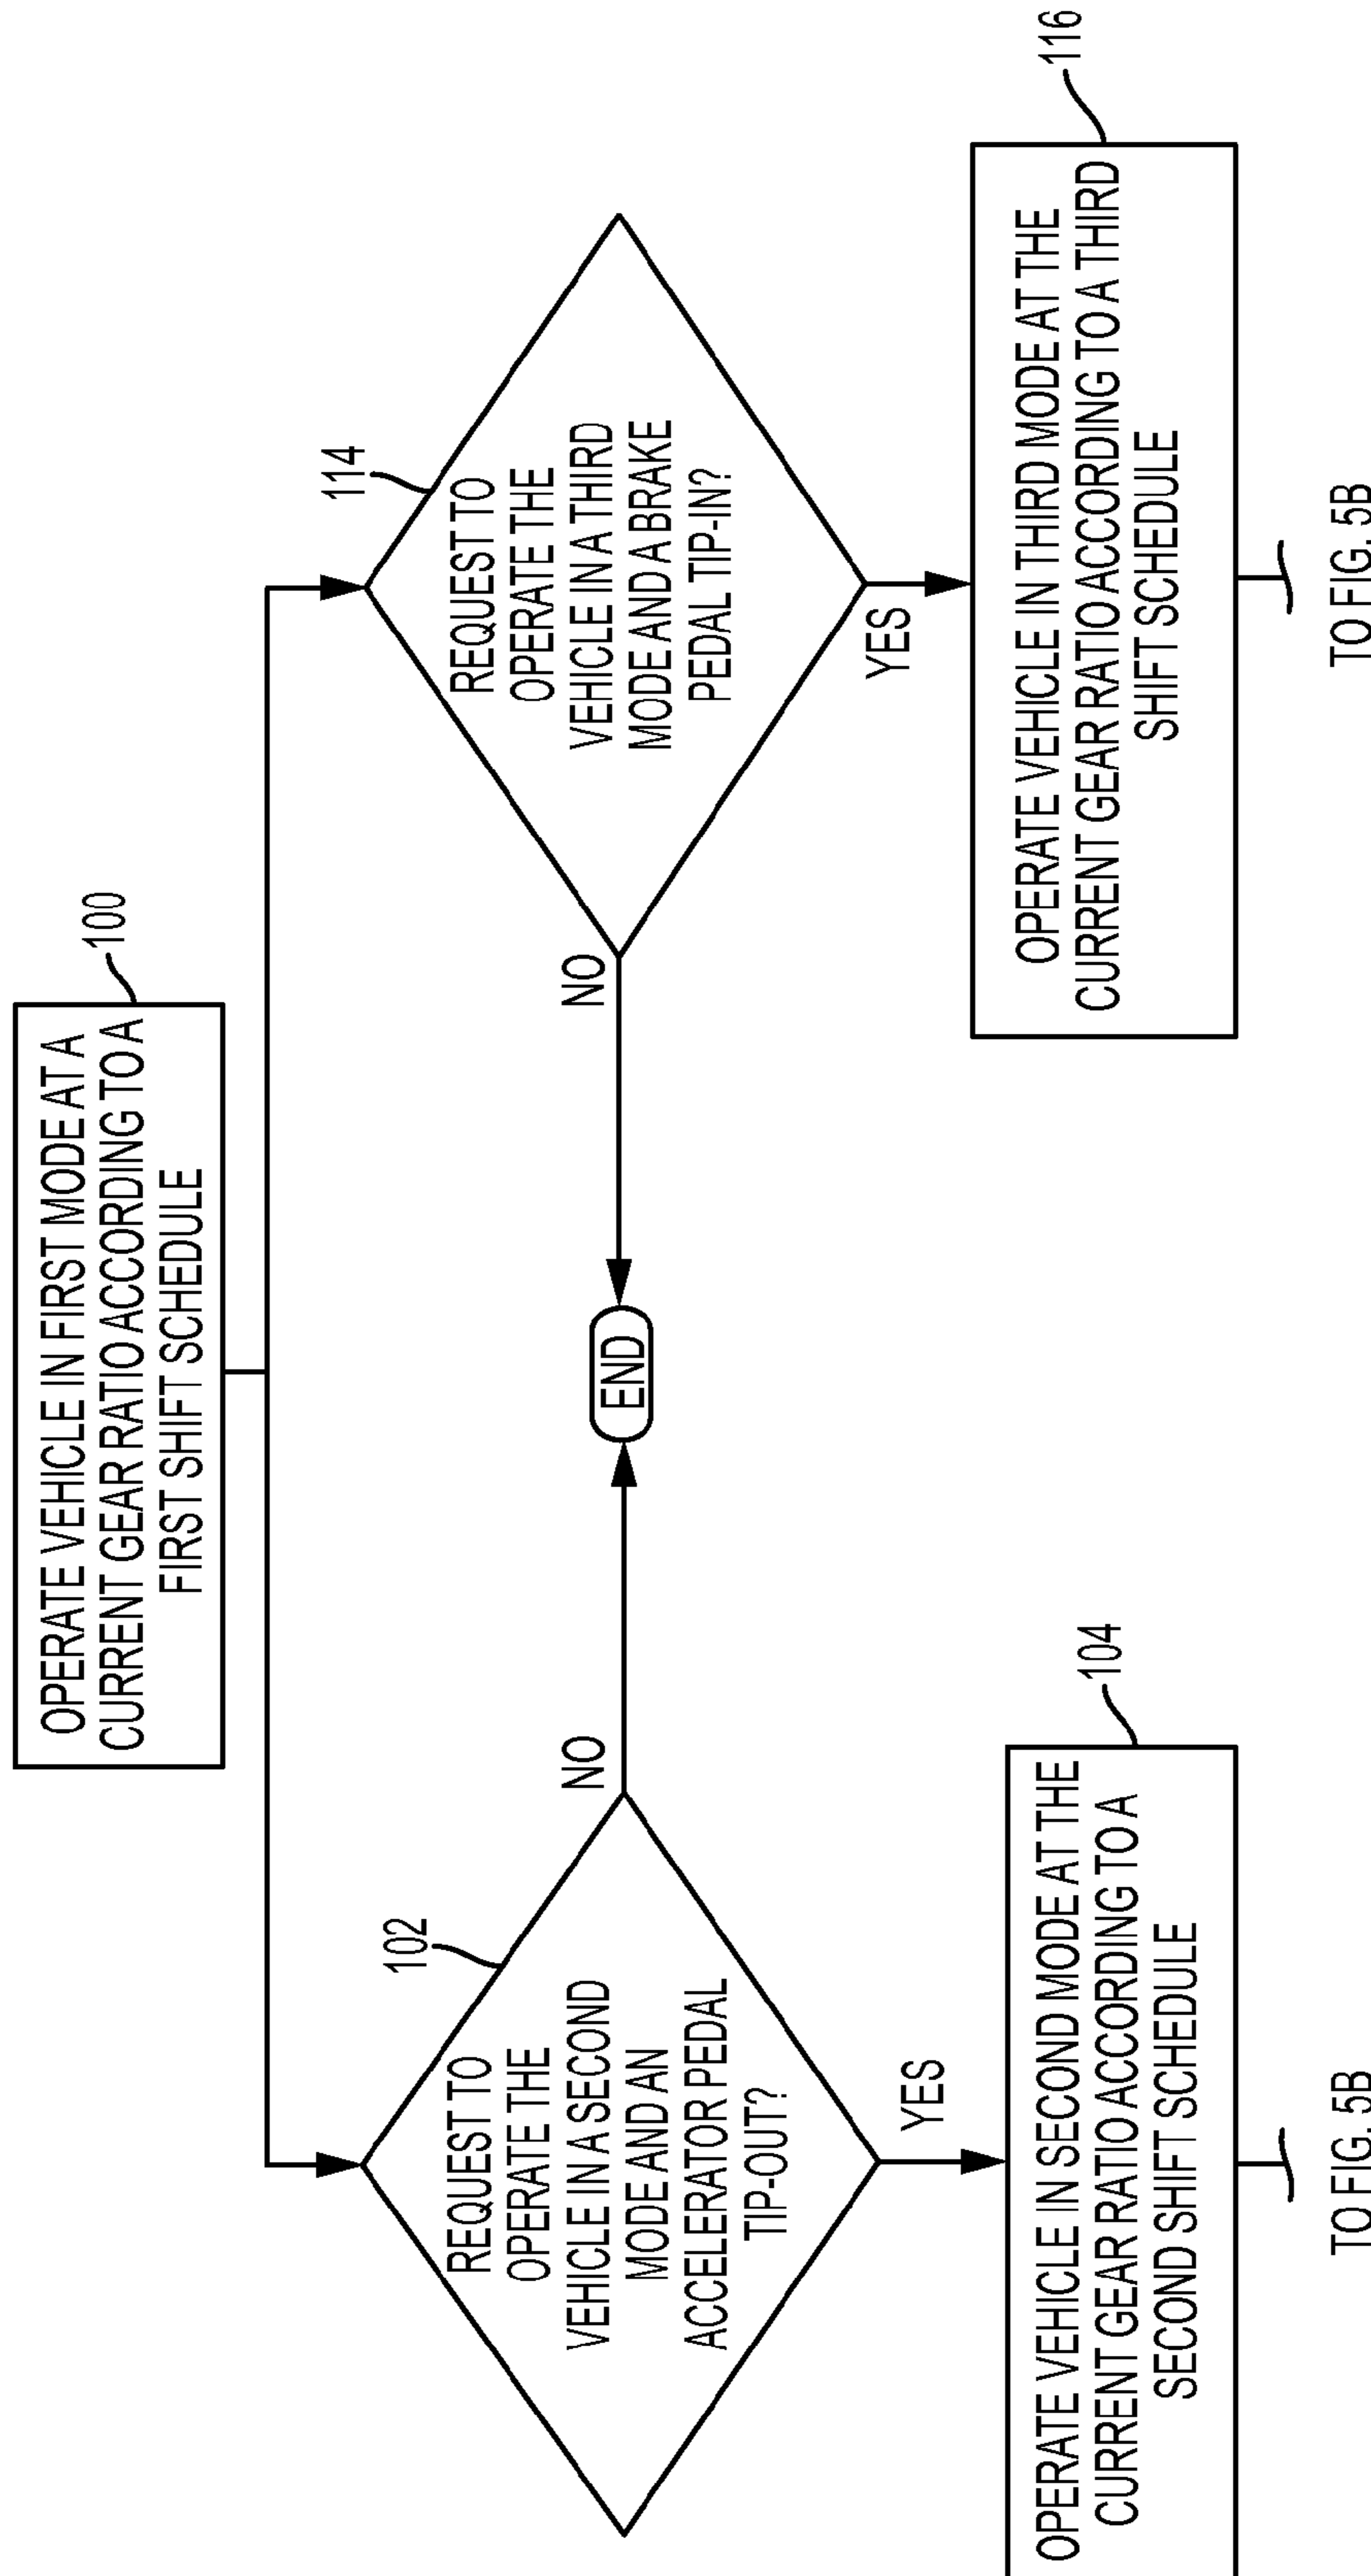 OPERATE VEHICLE IN FIRST MODE AT A
CURRENT GEAR RATIO ACCORDING TO A
FIRST SHIFT SCHEDULE
100
102
REQUEST TO
OPERATE THE
VEHICLE IN A SECOND
MODE AND AN
ACCELERATOR PEDAL
TIP-OUT?
NO
END
NO
114
REQUEST TO
OPERATE THE
VEHICLE IN A THIRD
MODE AND A BRAKE
PEDAL TIP-IN?
YES
YES
OPERATE VEHICLE IN SECOND MODE AT THE
CURRENT GEAR RATIO ACCORDING TO A
SECOND SHIFT SCHEDULE
104
OPERATE VEHICLE IN THIRD MODE AT THE
CURRENT GEAR RATIO ACCORDING TO A THIRD
SHIFT SCHEDULE
116
TO FIG. 5B
TO FIG. 5B